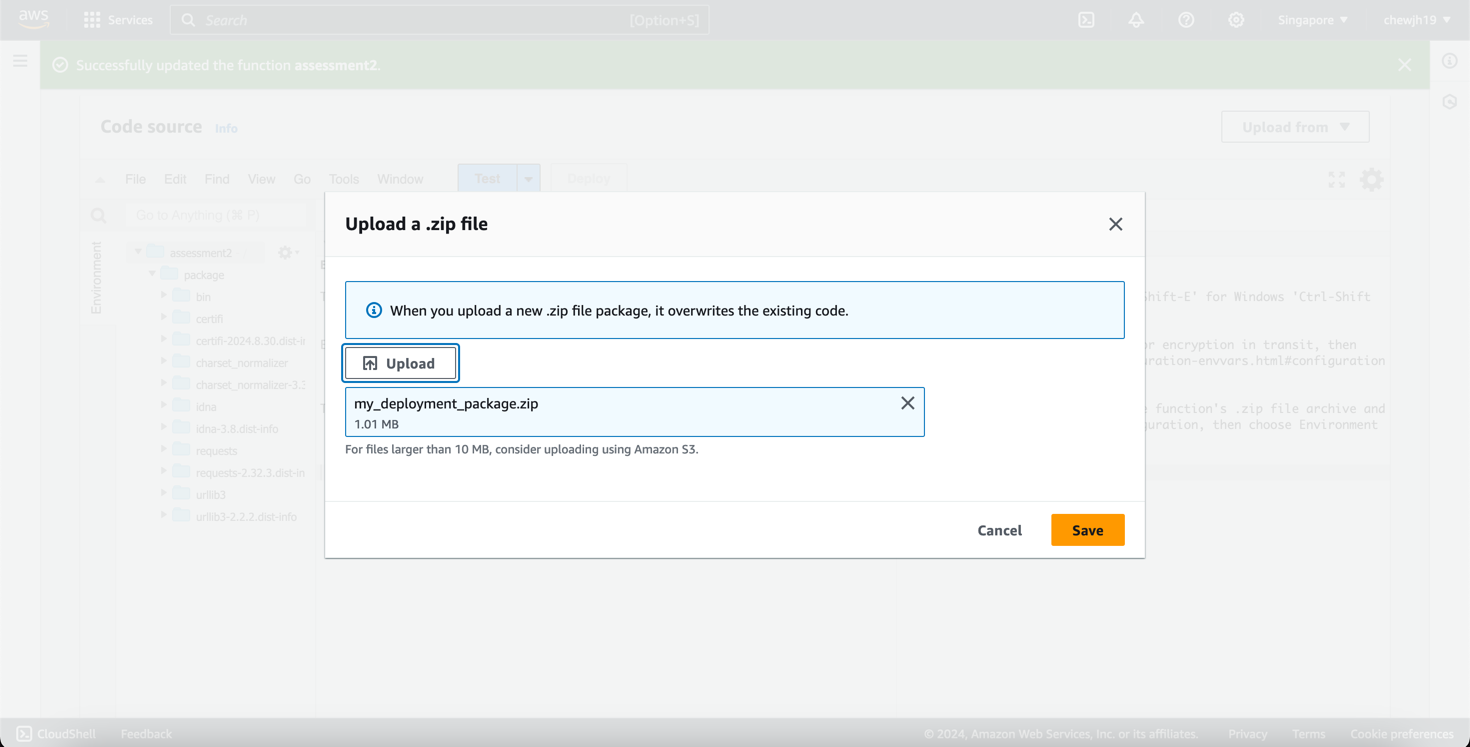 aws
Services
Search
[Option+S]
Singapore
chewjh19
Successfully updated the function assessment2.
Code source
Info
Upload from
File Edit Find View Go Tools Window
Test
Deploy
Go to Anything (⌘ P)
Environment
assessment2
package
bin
certifi
certifi-2024.8.30.dist-i
charset_normalizer
charset_normalizer-3.3
idna
idna-3.8.dist-info
requests
requests-2.32.3.dist-in
urllib3
urllib3-2.2.2.dist-info
Upload a .zip file
When you upload a new .zip file package, it overwrites the existing code.
Upload
my_deployment_package.zip
1.01 MB
For files larger than 10 MB, consider uploading using Amazon S3.
Cancel
Save
hift-E' for Windows 'Ctrl-Shift
r encryption in transit, then
uration-envvars.html#configuration
e function's .zip file archive and
guration, then choose Environment
CloudShell
Feedback
© 2024, Amazon Web Services, Inc. or its affiliates.
Privacy
Terms
Cookie preferences